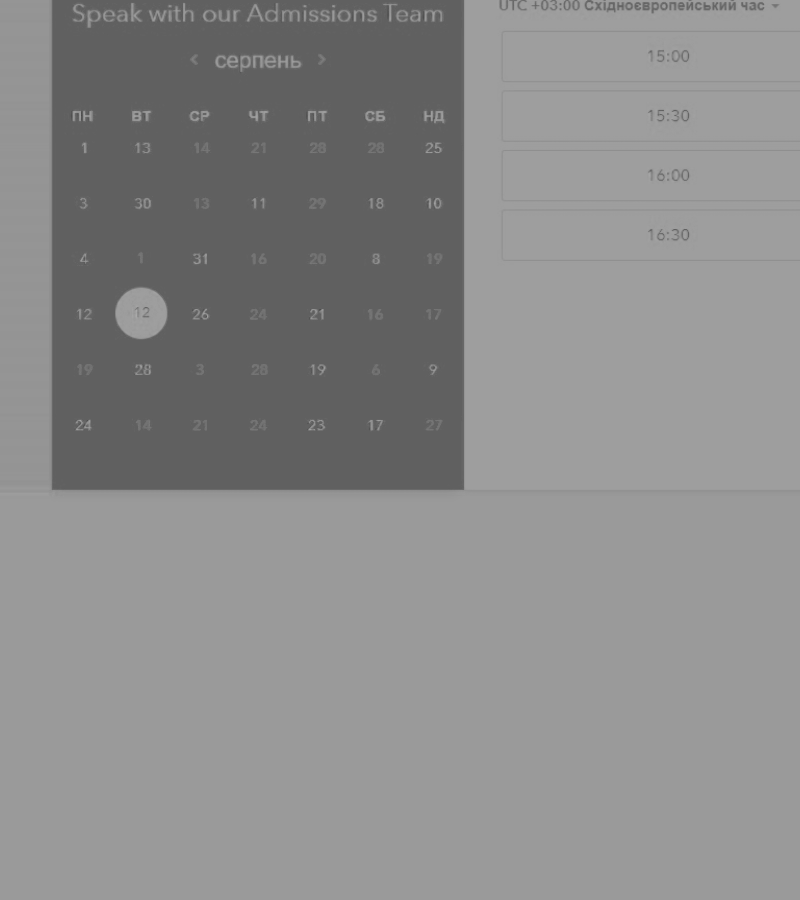 Speak with our Admissions Team
< серпень >
ПН ВТ СР ЧТ ПТ СБ НД
1 13 14 21 28 28 25
3 30 13 11 29 18 10
4 1 31 16 20 8 19
12 12 26 24 21 16 17
19 28 3 28 19 6 9
24 14 21 24 23 17 27
UTC +03:00 Східноєвропейський час
15:00
15:30
16:00
16:30